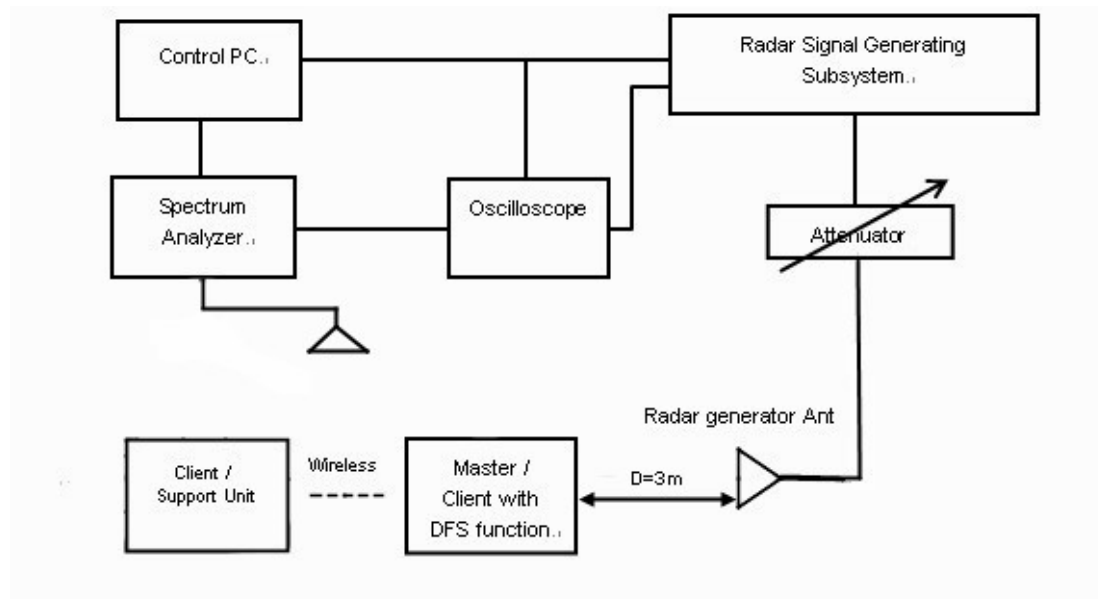 Control PC
Radar Signal Generating
Subsystem
Spectrum
Analyzer
Oscilloscope
Attenuator
Radar generator Ant
Client /
Support Unit
Wireless
Master /
Client with
DFS function
D=3m